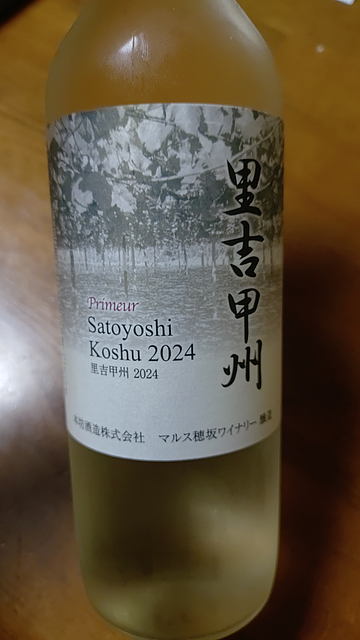 里吉甲州
Primeur
Satoyoshi
Koshu 2024
里吉甲州 2024
本坊酒造株式会社 マルス穂坂ワイナリー 醸造